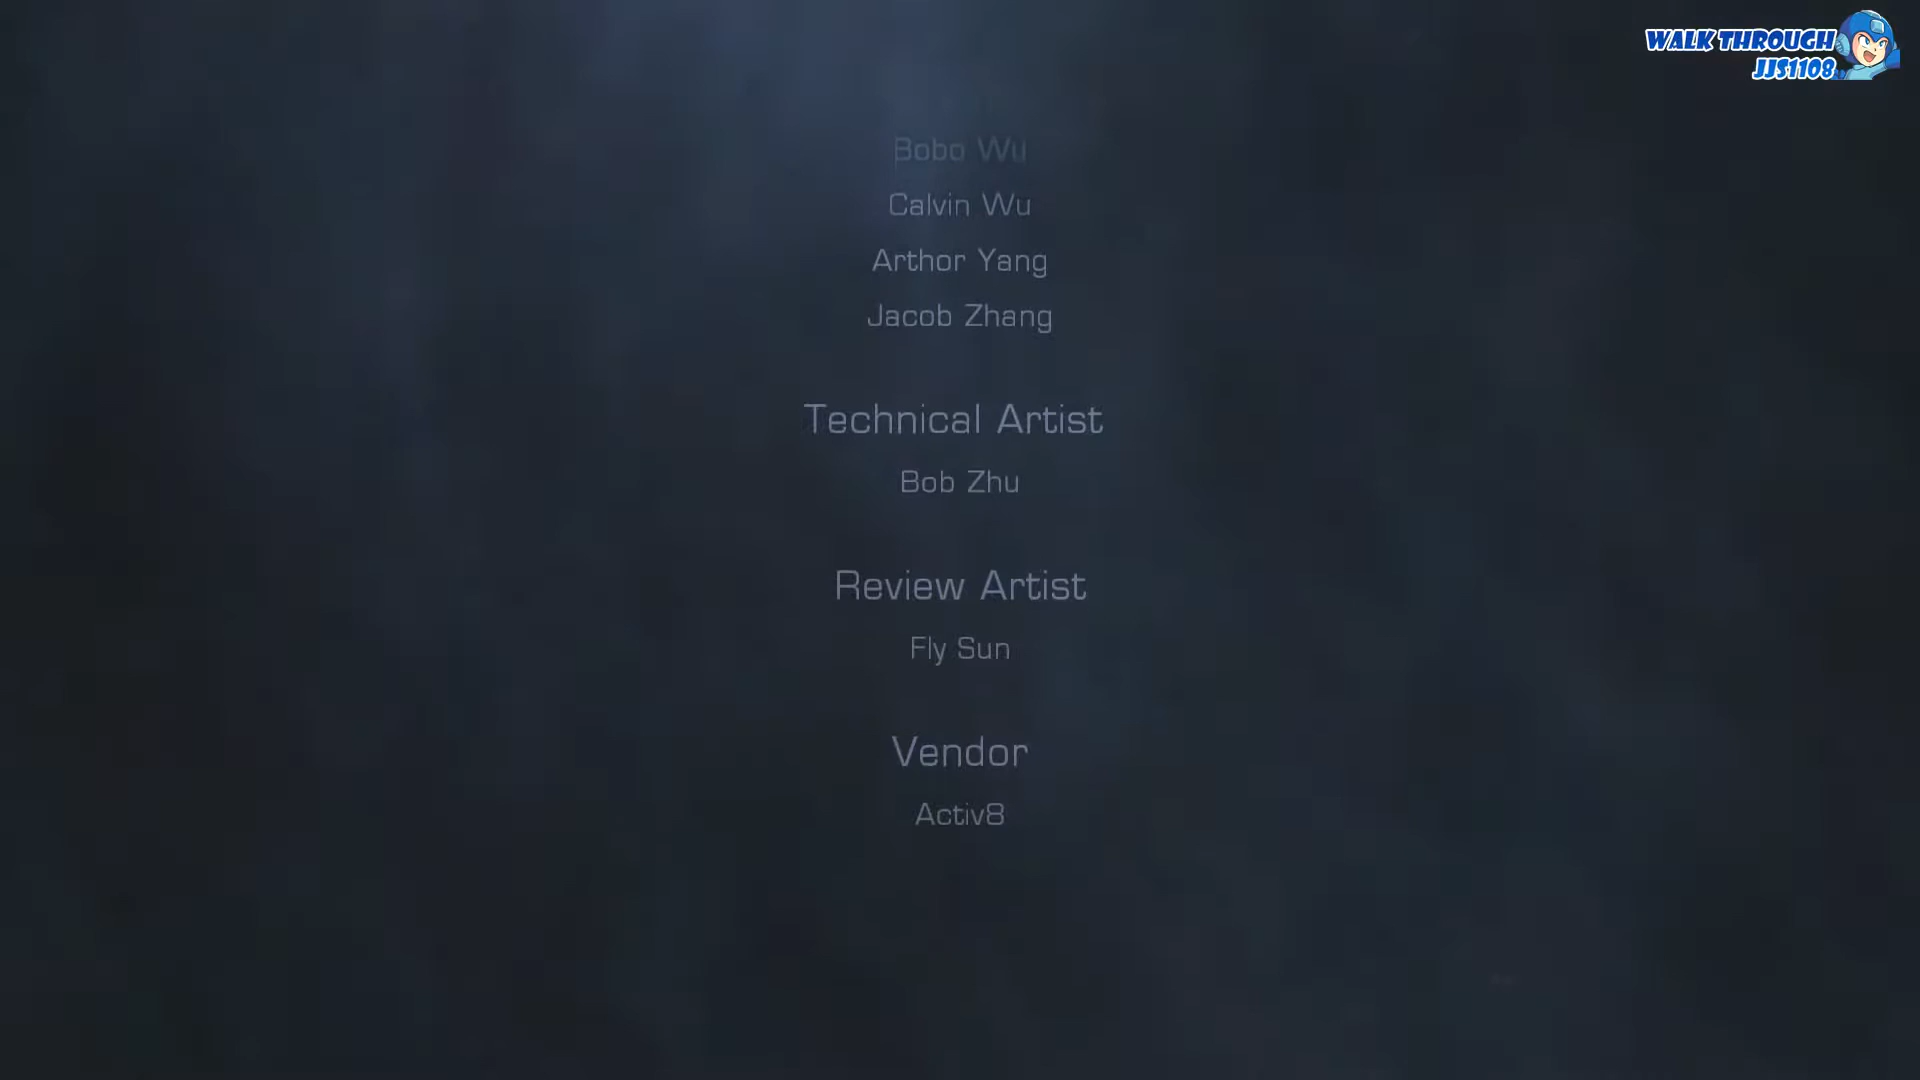 WALK THROUGH
JJS1108
Bobo Wu
Calvin Wu
Arthor Yang
Jacob Zhang
Technical Artist
Bob Zhu
Review Artist
Fly Sun
Vendor
Activ8